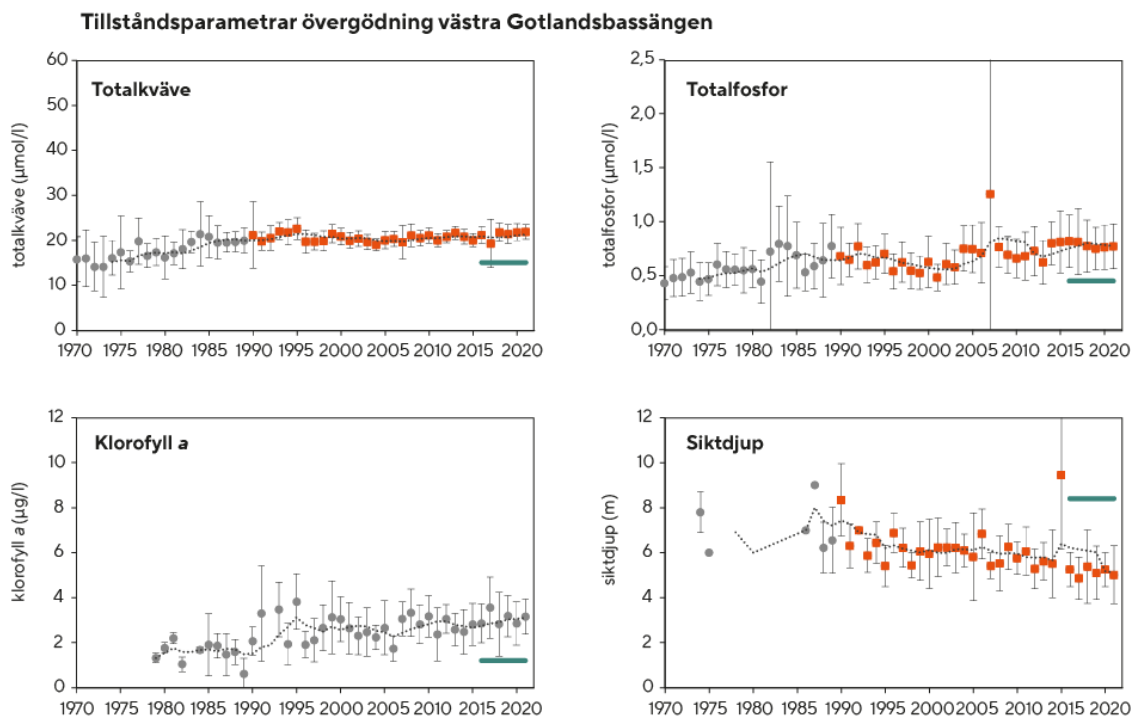 Tillståndsparametrar övergödning västra Gotlandsbassängen
totalkväve (µmol/l)
60
50
40
30
20
10
0
Totalkväve
1970 1975 1980 1985 1990 1995 2000 2005 2010 2015 2020
totalfosfor (µmol/l)
2,5
2,0
1,5
1,0
0,5
0,0
Totalfosfor
1970 1975 1980 1985 1990 1995 2000 2005 2010 2015 2020
klorofyll a (µg/l)
12
10
8
6
4
2
0
Klorofyll a
1970 1975 1980 1985 1990 1995 2000 2005 2010 2015 2020
siktdjup (m)
12
10
8
6
4
2
0
Siktdjup
1970 1975 1980 1985 1990 1995 2000 2005 2010 2015 2020